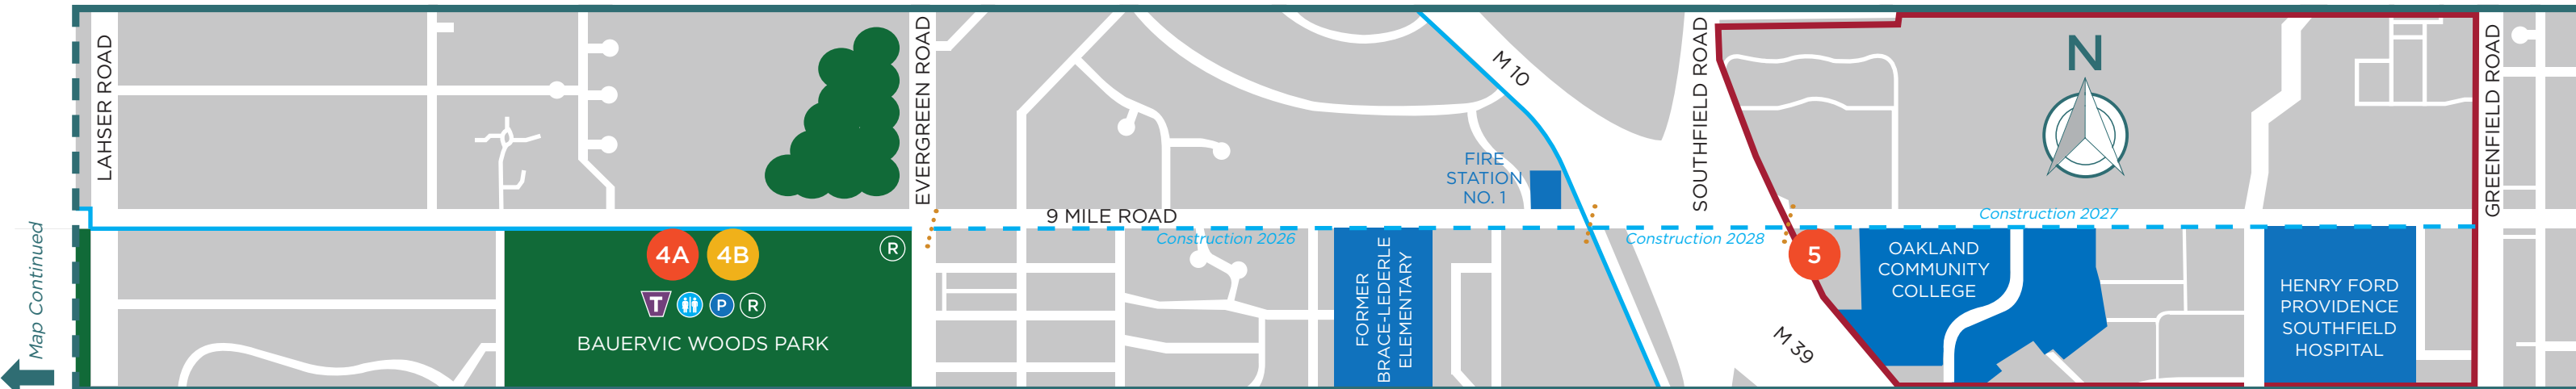 Map Continued
LAHSER ROAD
EVERGREEN ROAD
M 10
SOUTHFIELD ROAD
N
GREENFIELD ROAD
FIRE
STATION
NO. 1
9 MILE ROAD
Construction 2026
Construction 2028
Construction 2027
4A
4B
R
T
P
R
BAUERVIC WOODS PARK
FORMER
BRACE-LEDERLE
ELEMENTARY
5
M 39
OAKLAND
COMMUNITY
COLLEGE
HENRY FORD
PROVIDENCE
SOUTHFIELD
HOSPITAL